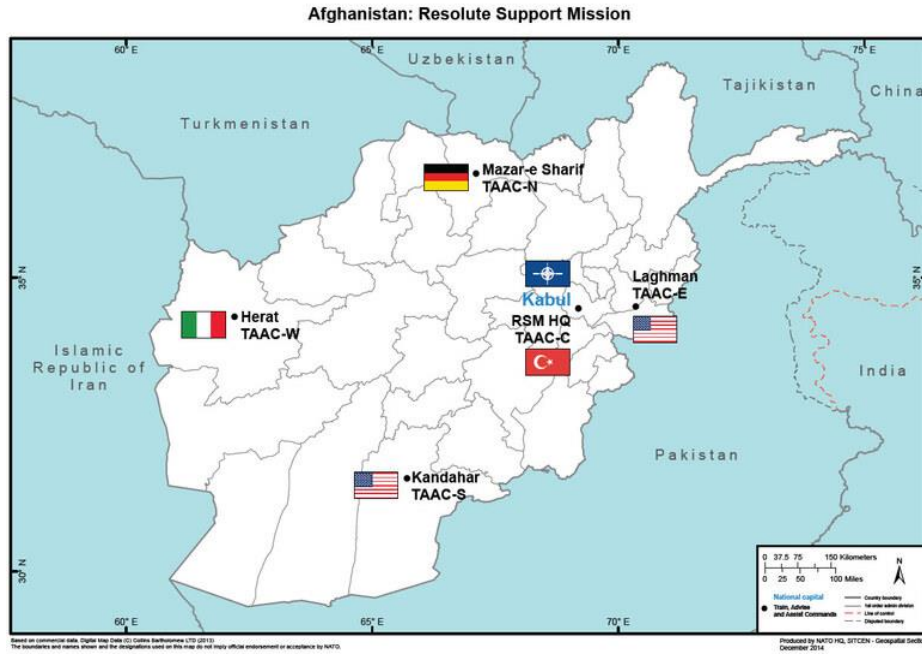 Afghanistan: Resolute Support Mission
60° E
65° E
70° E
75° E
Uzbekistan
Tajikistan
China
Turkmenistan
Mazar-e Sharif
TAAC-N
35° N
35° N
Laghman
TAAC-E
Kabul
RSM HQ
TAAC-C
Herat
TAAC-W
Islamic
Republic of
Iran
India
Pakistan
Kandahar
TAAC-S
30° N
0 37.5 75 150 Kilometers
0 25 50 100 Miles
N
National capital
Train, Advise
and Assist Commands
Country boundary
1st order admin division
Line of control
Disputed boundary
60° E
65° E
70° E
Based on commercial data. Digital Map Data (C) Collins Bartholomew LTD (2013)
The boundaries and names shown and the designations used on this map do not imply official endorsement or acceptance by NATO.
Produced by NATO HQ, SITCEN - Geospatial Secti
December 2014